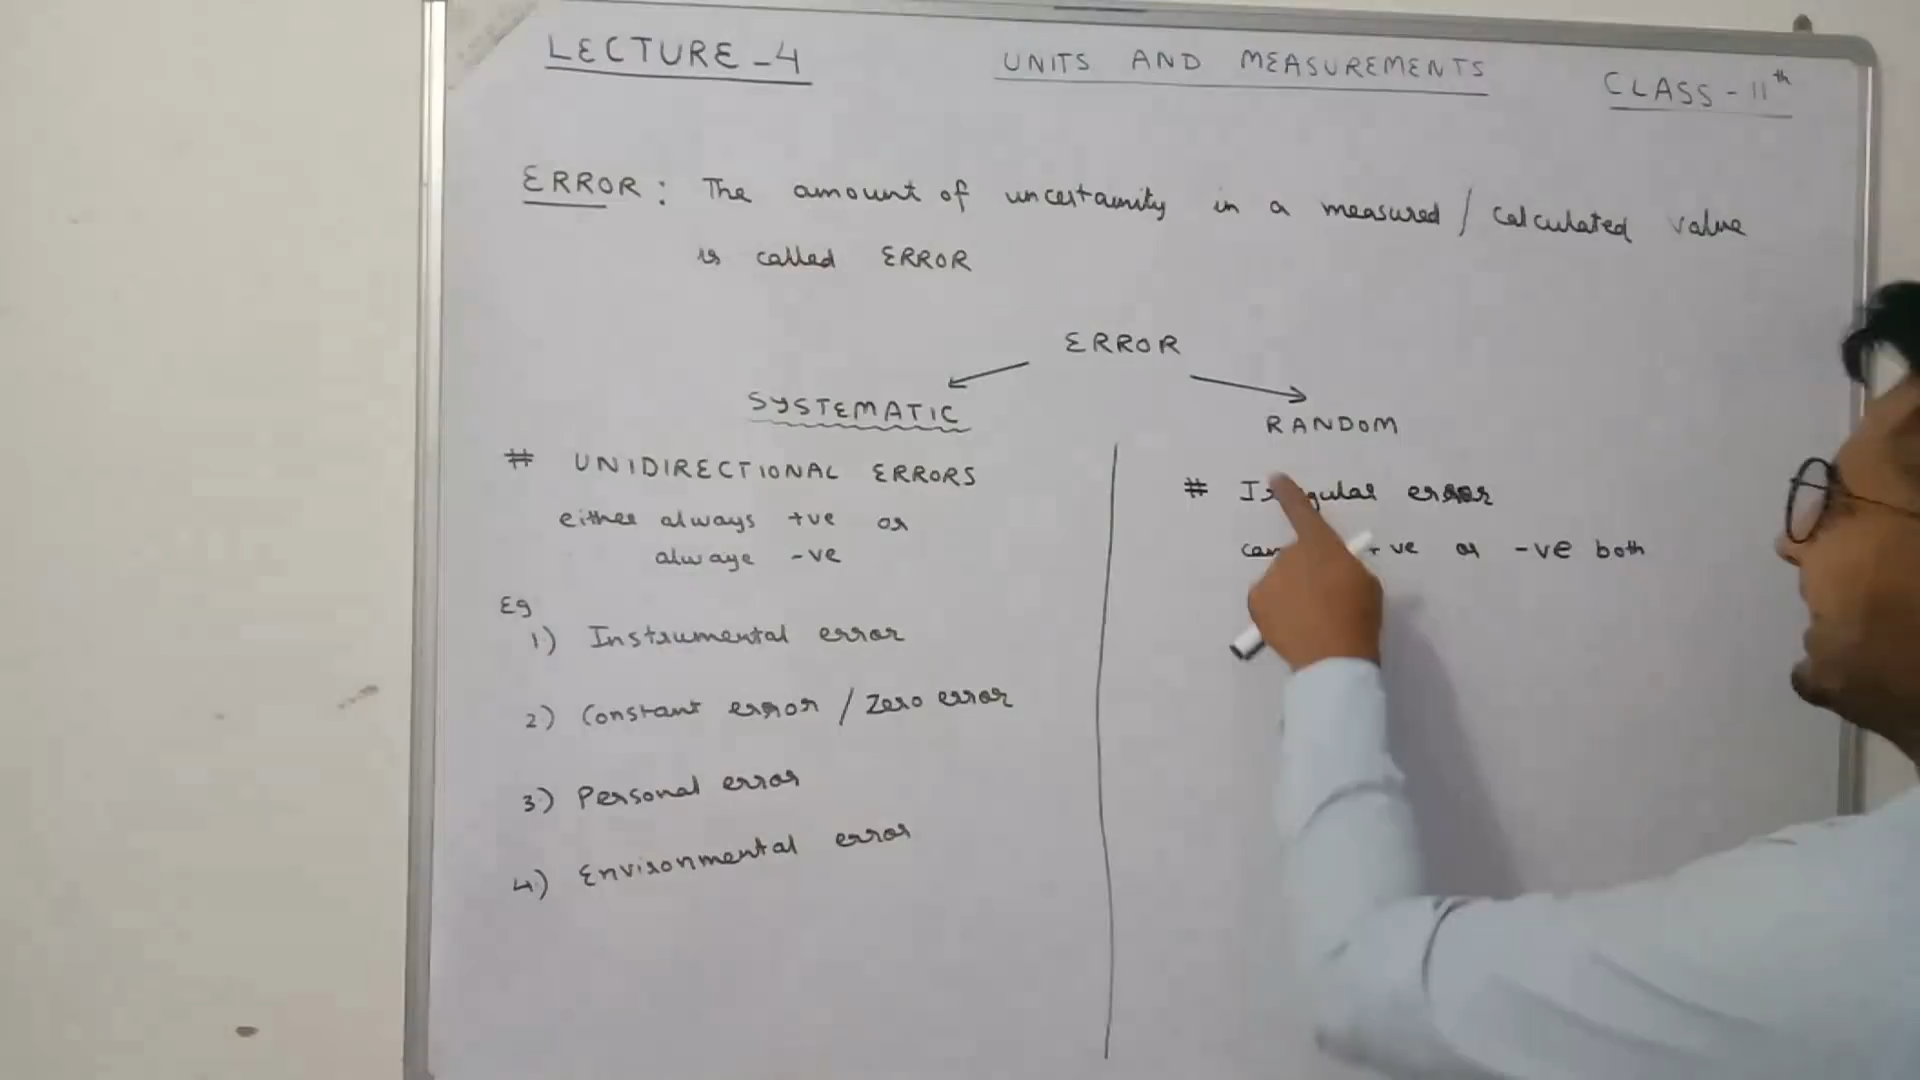 LECTURE-4
UNITS AND MEASUREMENTS
CLASS-11th
ERROR: The amount of uncertainity in a measured / calculated value
is called ERROR
ERROR
SYSTEMATIC
# UNIDIRECTIONAL ERRORS
either always +ve or
always -ve
Eg
1) Instrumental error
2) Constant error / Zero error
3) Personal error
4) Environmental error
RANDOM
# error
+ve or -ve both